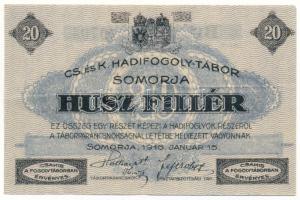 20 20
CS. és K. HADIFOGOLY-TÁBOR
SOMORJA
HUSZ FILLÉR
EZ ÖSSZEG EGY RÉSZÉT KÉPEZI A HADIFOGLYOK RÉSZÉRŐL
A TÁBORPARANCSNOKSÁGNÁL LETÉTBE HELYEZETT VAGYONNAK
SOMORJA, 1916. JANUÁR 15.
CSAKIS
A FOGOLYTÁBORBAN
ÉRVÉNYES
CSAKIS
A FOGOLYTÁBORBAN
ÉRVÉNYES